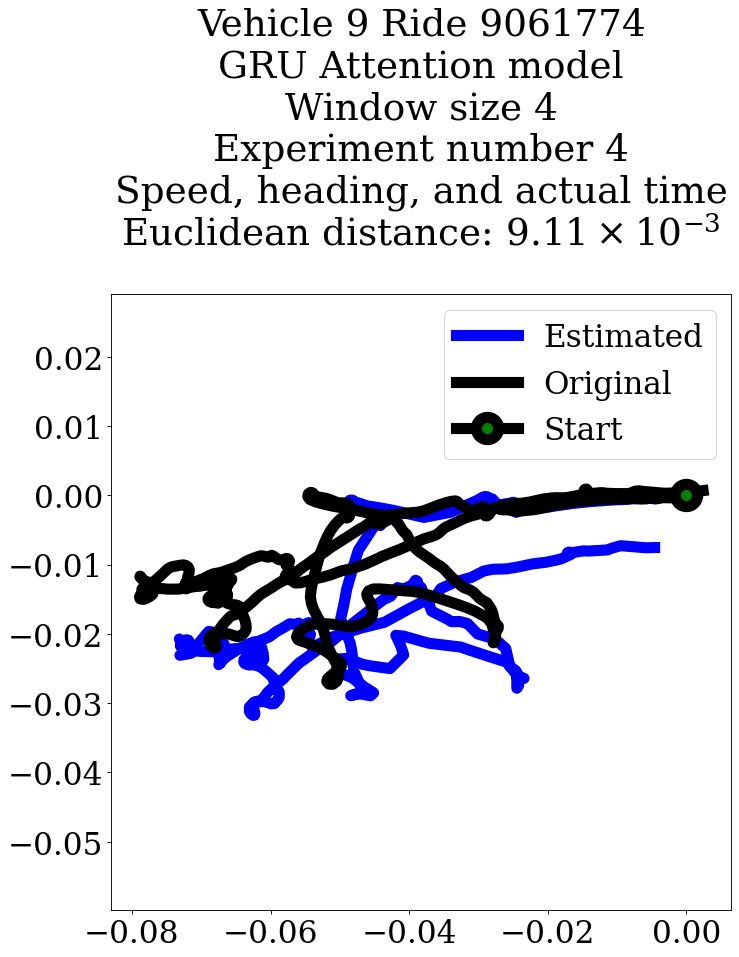 Vehicle 9 Ride 9061774
GRU Attention model
Window size 4
Experiment number 4
Speed, heading, and actual time
Euclidean distance: 9.11 × 10⁻³
Estimated
Original
Start
0.02
0.01
0.00
−0.01
−0.02
−0.03
−0.04
−0.05
−0.08 −0.06 −0.04 −0.02 0.00